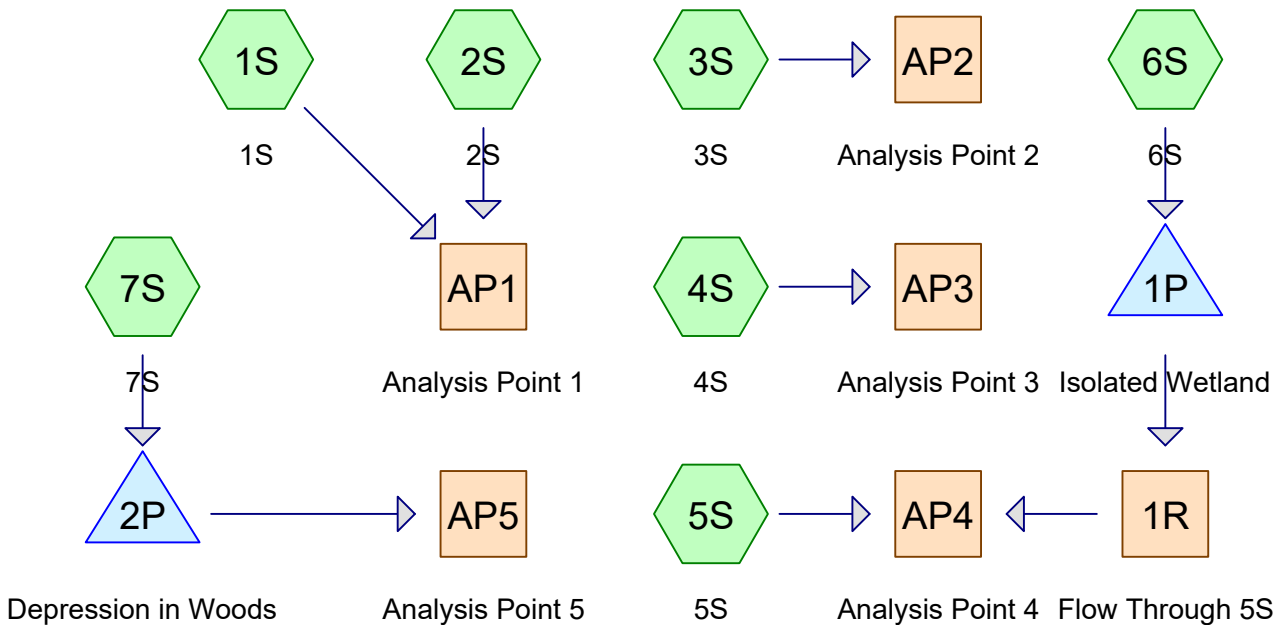 1S
2S
3S
AP2
6S
1S
2S
3S
Analysis Point 2
6S
7S
AP1
4S
AP3
1P
7S
Analysis Point 1
4S
Analysis Point 3
Isolated Wetland
2P
AP5
5S
AP4
1R
Depression in Woods
Analysis Point 5
5S
Analysis Point 4
Flow Through 5S